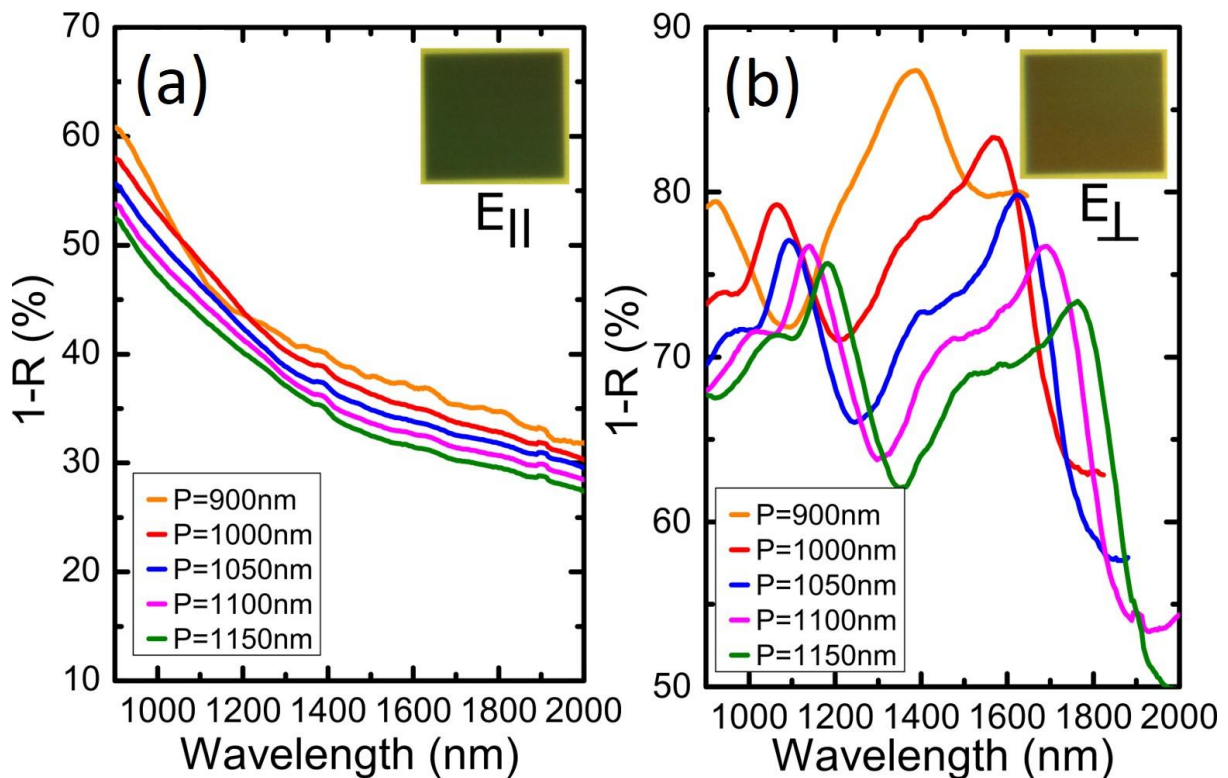 (a)
E||
1-R (%)
70
60
50
40
30
20
10
P=900nm
P=1000nm
P=1050nm
P=1100nm
P=1150nm
1000 1200 1400 1600 1800 2000
Wavelength (nm)
(b)
E⊥
1-R (%)
90
80
70
60
50
P=900nm
P=1000nm
P=1050nm
P=1100nm
P=1150nm
1000 1200 1400 1600 1800 2000
Wavelength (nm)